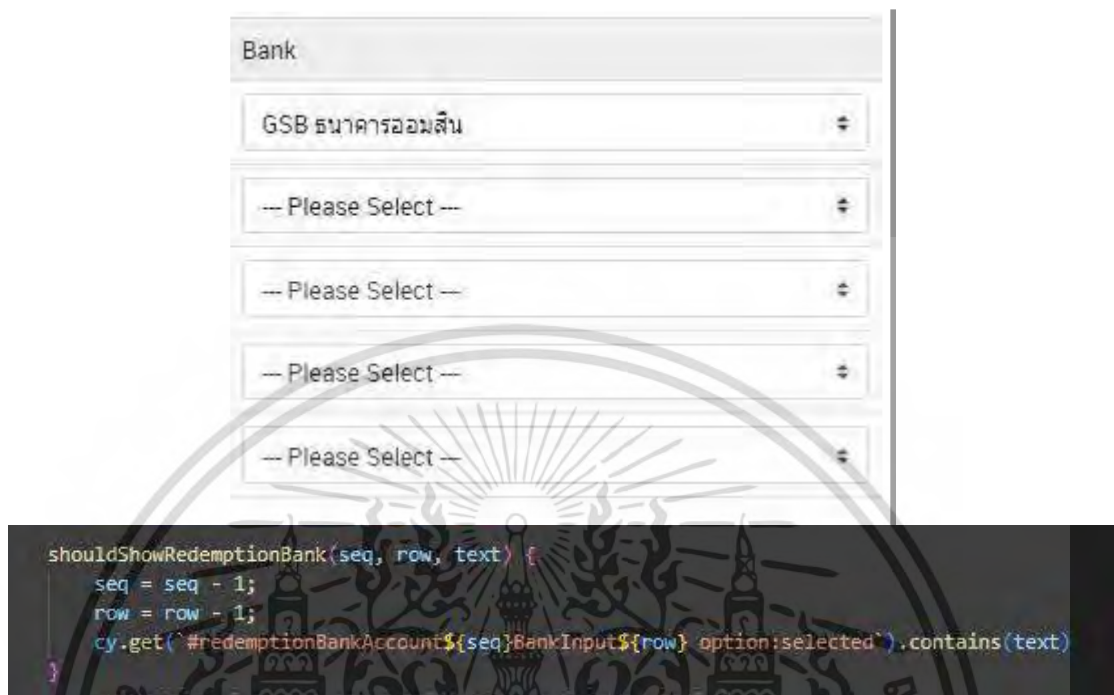 Bank
GSB ธนาคารออมสิน
--- Please Select ---
--- Please Select ---
--- Please Select ---
--- Please Select ---
shouldShowRedemptionBank(seq, row, text) {
seq = seq - 1;
row = row - 1;
cy.get(`#redemptionBankAccount${seq}BankInput${row} option:selected`).contains(text)
}